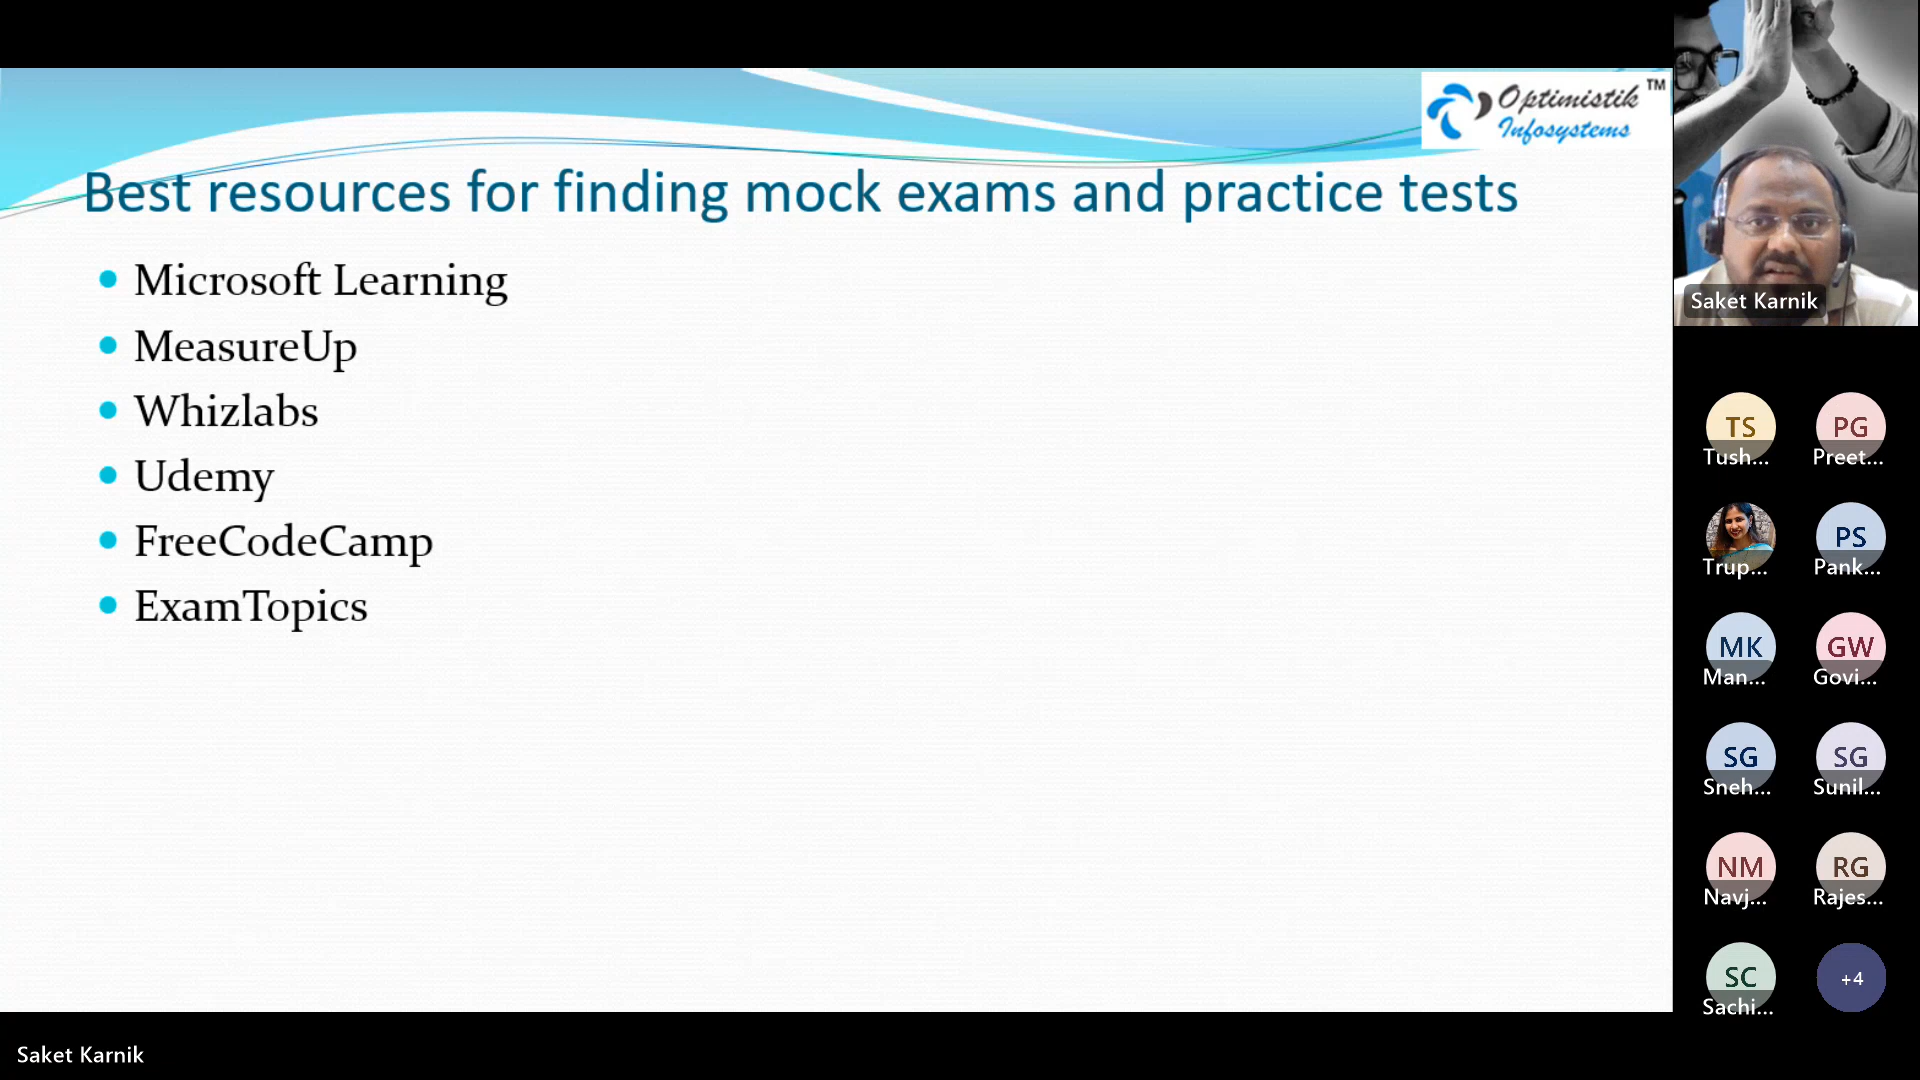 Optimistik TM
Infosystems
Best resources for finding mock exams and practice tests
Microsoft Learning
MeasureUp
Whizlabs
Udemy
FreeCodeCamp
ExamTopics
Saket Karnik
TS
Tush...
PG
Preet...
Trup...
PS
Pank...
MK
Man...
GW
Govi...
SG
Sneh...
SG
Sunil...
NM
Navj...
RG
Rajes...
SC
Sachi...
+4
Saket Karnik